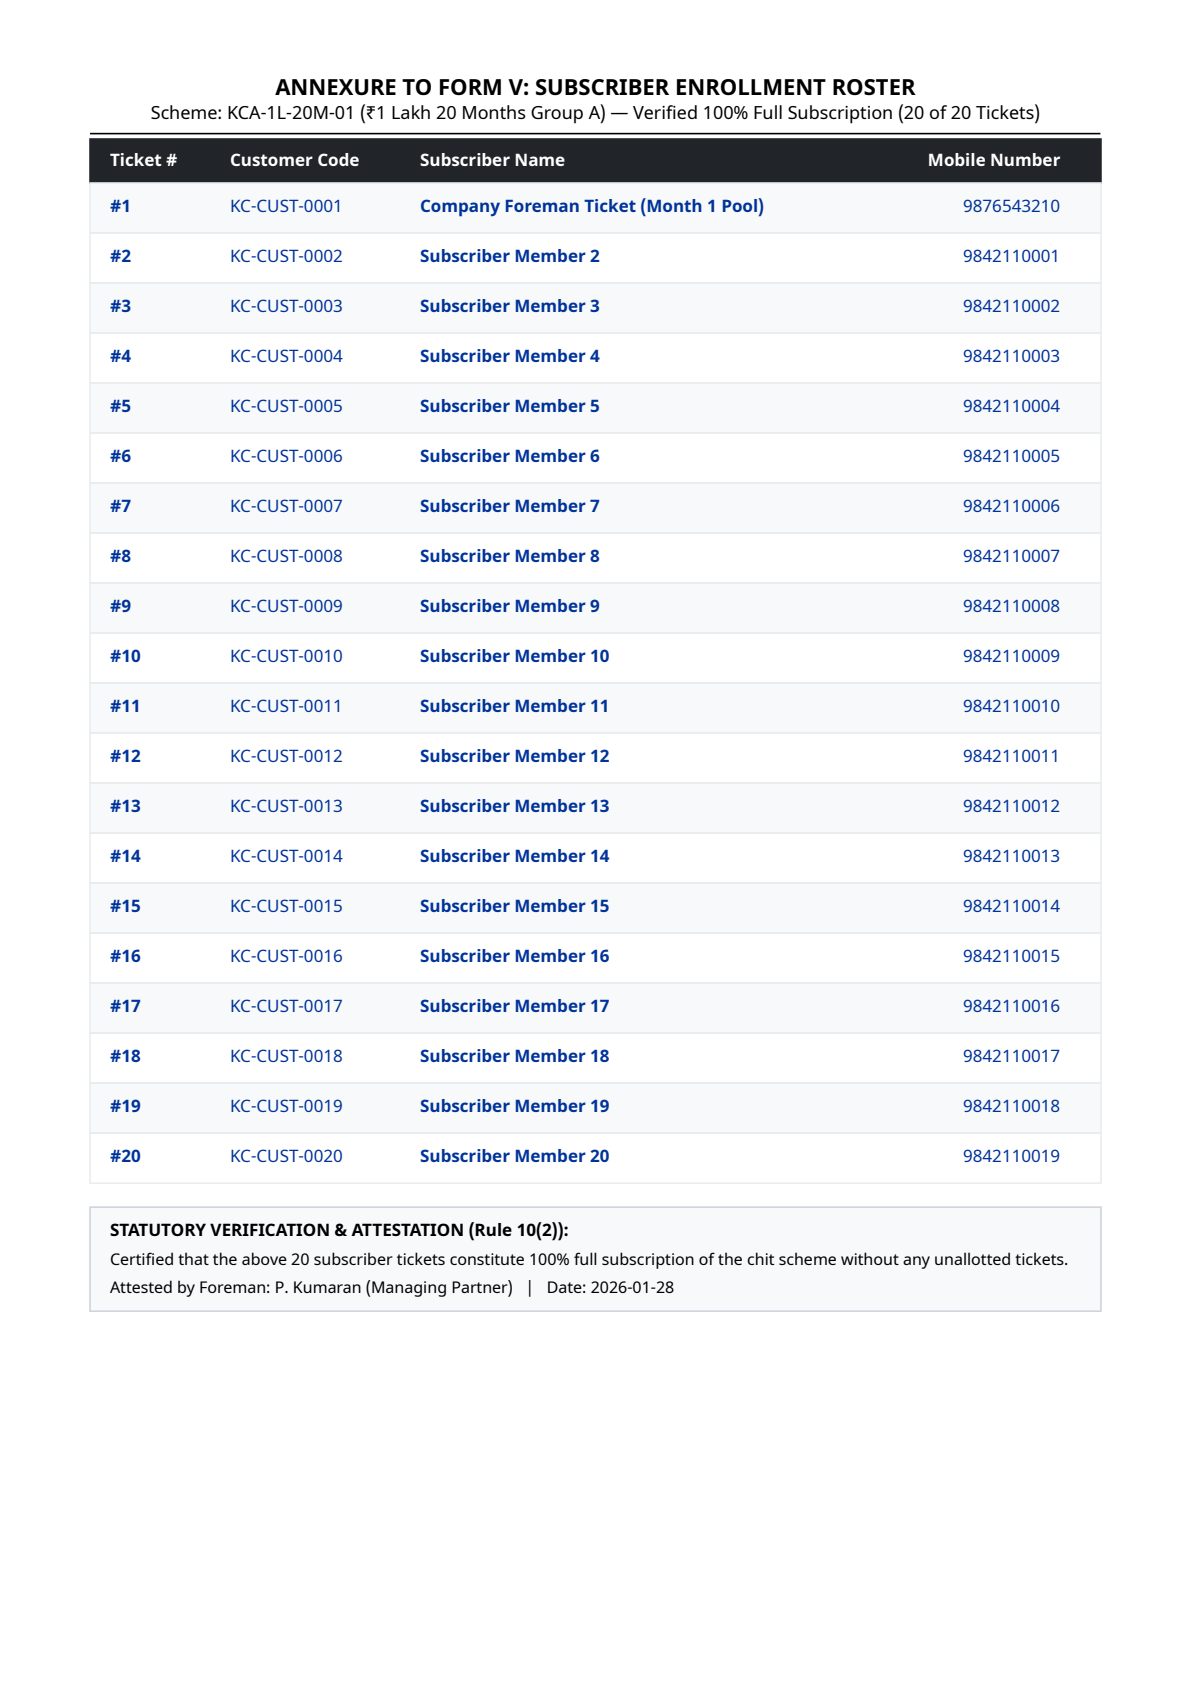 ANNEXURE TO FORM V: SUBSCRIBER ENROLLMENT ROSTER
Scheme: KCA-1L-20M-01 (₹1 Lakh 20 Months Group A) — Verified 100% Full Subscription (20 of 20 Tickets)
Ticket # Customer Code Subscriber Name Mobile Number
#1 KC-CUST-0001 Company Foreman Ticket (Month 1 Pool) 9876543210
#2 KC-CUST-0002 Subscriber Member 2 9842110001
#3 KC-CUST-0003 Subscriber Member 3 9842110002
#4 KC-CUST-0004 Subscriber Member 4 9842110003
#5 KC-CUST-0005 Subscriber Member 5 9842110004
#6 KC-CUST-0006 Subscriber Member 6 9842110005
#7 KC-CUST-0007 Subscriber Member 7 9842110006
#8 KC-CUST-0008 Subscriber Member 8 9842110007
#9 KC-CUST-0009 Subscriber Member 9 9842110008
#10 KC-CUST-0010 Subscriber Member 10 9842110009
#11 KC-CUST-0011 Subscriber Member 11 9842110010
#12 KC-CUST-0012 Subscriber Member 12 9842110011
#13 KC-CUST-0013 Subscriber Member 13 9842110012
#14 KC-CUST-0014 Subscriber Member 14 9842110013
#15 KC-CUST-0015 Subscriber Member 15 9842110014
#16 KC-CUST-0016 Subscriber Member 16 9842110015
#17 KC-CUST-0017 Subscriber Member 17 9842110016
#18 KC-CUST-0018 Subscriber Member 18 9842110017
#19 KC-CUST-0019 Subscriber Member 19 9842110018
#20 KC-CUST-0020 Subscriber Member 20 9842110019
STATUTORY VERIFICATION & ATTESTATION (Rule 10(2)):
Certified that the above 20 subscriber tickets constitute 100% full subscription of the chit scheme without any unallotted tickets.
Attested by Foreman: P. Kumaran (Managing Partner) | Date: 2026-01-28